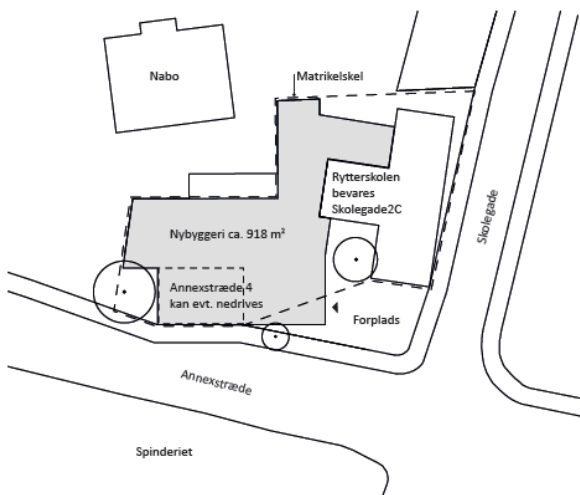 Nabo
Matrikelskel
Rytterskolen
bevares
Skolegade2C
Skolegade
Nybyggeri ca. 918 m²
Annexstræde 4
kan evt. nedrives
Forplads
Annexstræde
Spinderiet